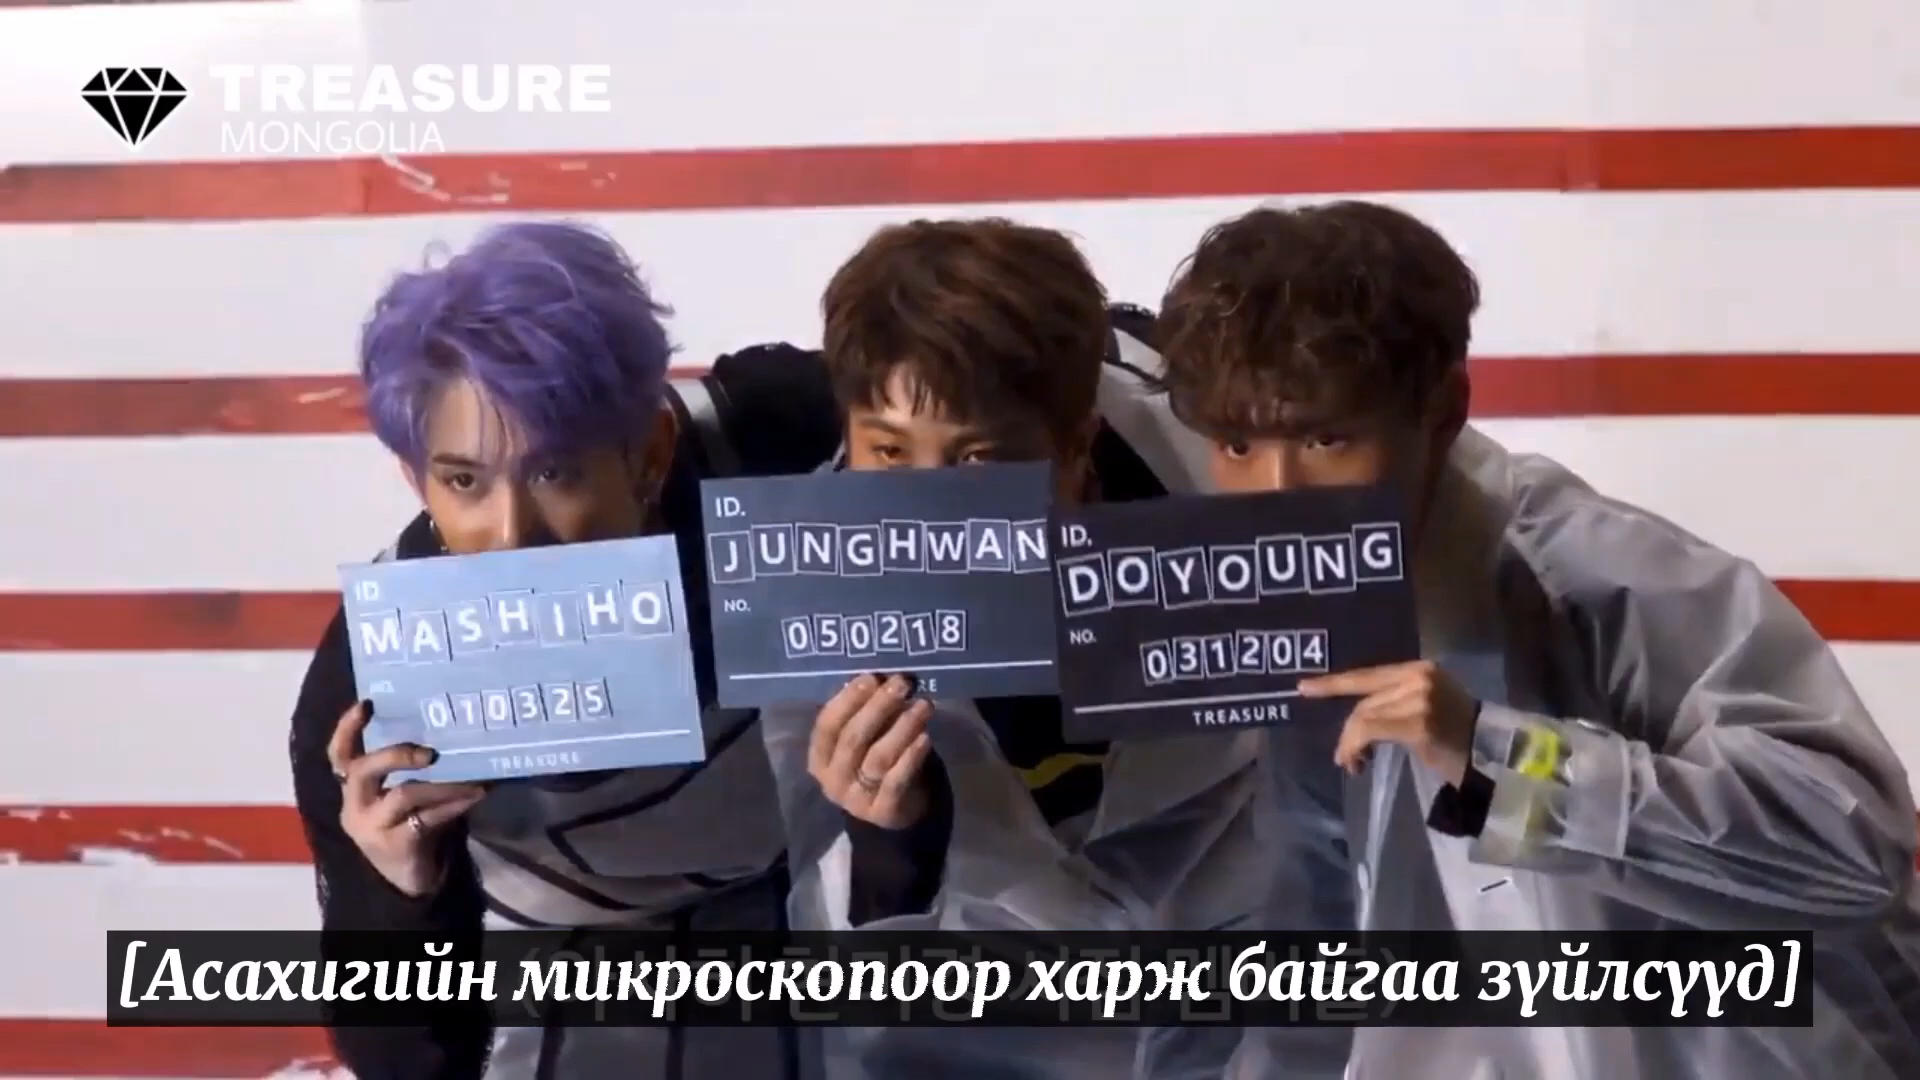 TREASURE
MONGOLIA
ID.
MASHIHO
NO.
010325
TREASURE
ID.
JUNGHWAN
NO.
050218
ID.
DOYOUNG
NO.
031204
TREASURE
[Асахигийн микроскопоор харж байгаа зүйлсүүд]